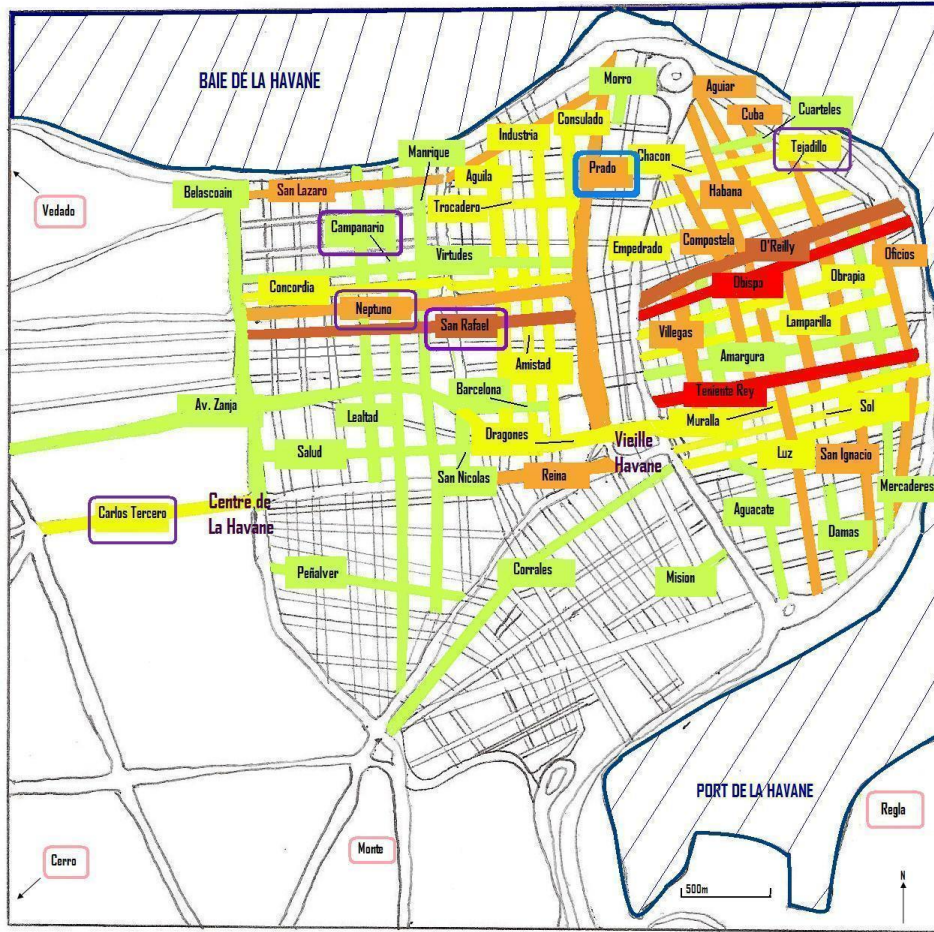 BAIE DE LA HAVANE
Morro
Aguiar
Cuba
Cuarteles
Consulado
Industria
Tejadillo
Manrique
Chacon
Prado
Aguila
Belascoain
San Lazaro
Habana
Trocadero
Vedado
Campanario
Compostela
O'Reilly
Empedrado
Virtudes
Oficios
Obispo
Obrapia
Concordia
Neptuno
San Rafael
Lamparilla
Villegas
Amargura
Amistad
Barcelona
Teniente Rey
Av. Zanja
Lealtad
Muralla
Sol
Dragones
Vieille
Havane
Salud
Luz
San Ignacio
San Nicolas
Reina
Mercaderes
Centre de
La Havane
Carlos Tercero
Aguacate
Damas
Peñalver
Corrales
Mision
PORT DE LA HAVANE
Regla
Monte
Cerro
500m
N